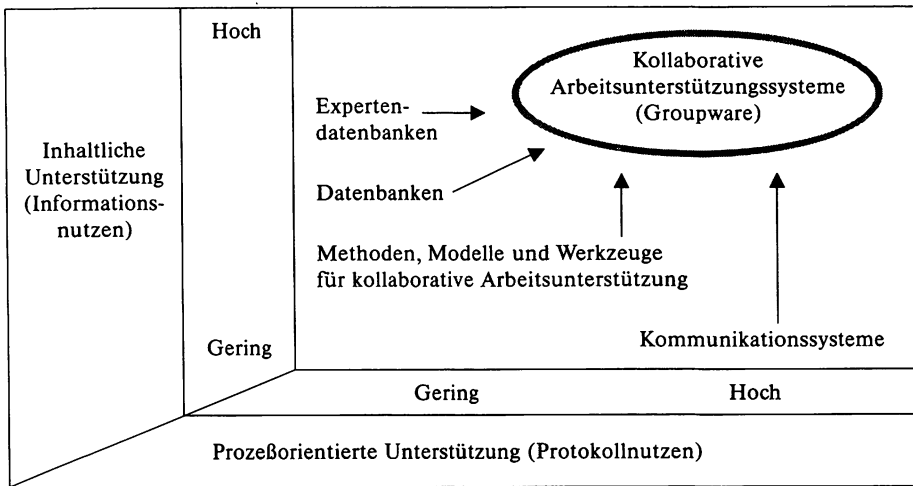 Hoch
Kollaborative
Arbeitsunterstützungssysteme
(Groupware)
Experten-
datenbanken
Inhaltliche
Unterstützung
(Informations-
nutzen)
Datenbanken
Methoden, Modelle und Werkzeuge
für kollaborative Arbeitsunterstützung
Gering
Kommunikationssysteme
Gering
Hoch
Prozeßorientierte Unterstützung (Protokollnutzen)